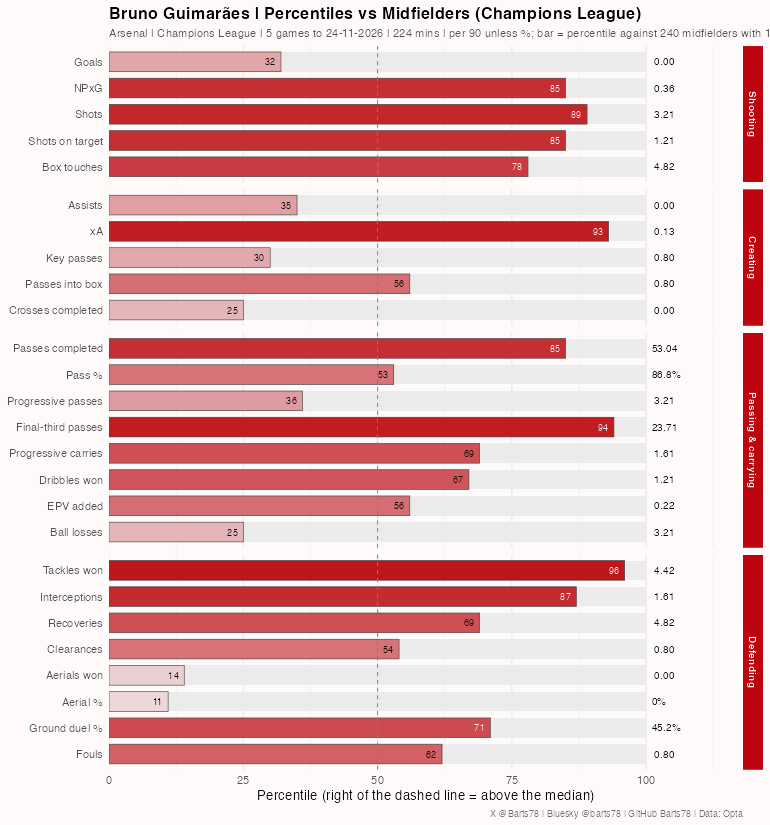 Bruno Guimarães | Percentiles vs Midfielders (Champions League)
Arsenal | Champions League | 5 games to 24-11-2026 | 224 mins | per 90 unless %; bar = percentile against 240 midfielders with 1
Goals 32 0.00
NPxG 85 0.36
Shots 89 3.21
Shots on target 85 1.21
Box touches 78 4.82
Shooting
Assists 35 0.00
xA 93 0.13
Key passes 30 0.80
Passes into box 56 0.80
Crosses completed 25 0.00
Creating
Passes completed 85 53.04
Pass % 53 86.8%
Progressive passes 36 3.21
Final-third passes 94 23.71
Progressive carries 69 1.61
Dribbles won 67 1.21
EPV added 56 0.22
Ball losses 25 3.21
Passing & carrying
Tackles won 96 4.42
Interceptions 87 1.61
Recoveries 69 4.82
Clearances 54 0.80
Aerials won 14 0.00
Aerial % 11 0%
Ground duel % 71 45.2%
Fouls 62 0.80
Defending
0 25 50 75 100
Percentile (right of the dashed line = above the median)
X @Barts78 | Bluesky @barts78 | GitHub Barts78 | Data: Opta